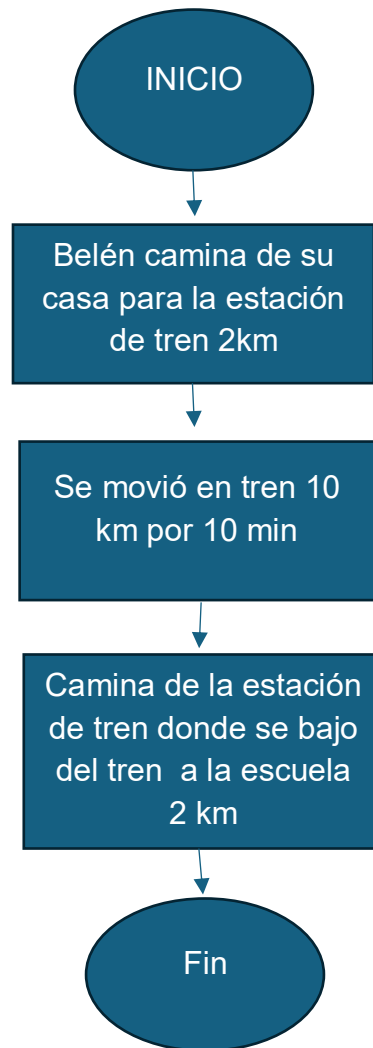 INICIO
Belén camina de su
casa para la estación
de tren 2km
Se movió en tren 10
km por 10 min
Camina de la estación
de tren donde se bajo
del tren  a la escuela
2 km
Fin